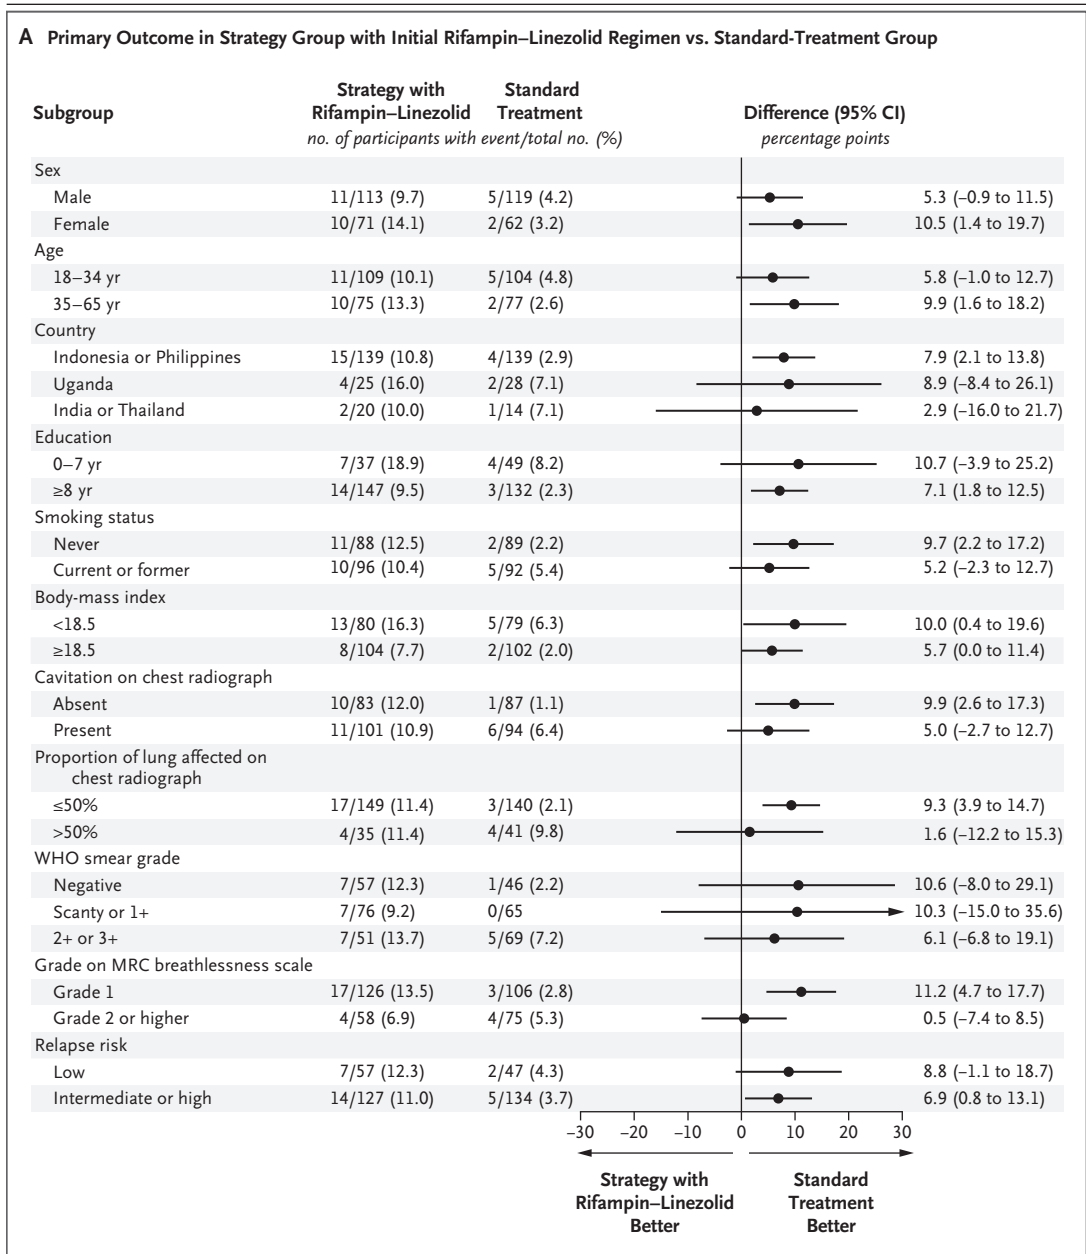 A Primary Outcome in Strategy Group with Initial Rifampin–Linezolid Regimen vs. Standard-Treatment Group
Subgroup
Strategy with Rifampin–Linezolid
Standard Treatment
Difference (95% CI)
no. of participants with event/total no. (%)
percentage points
Sex
Male 11/113 (9.7) 5/119 (4.2) 5.3 (–0.9 to 11.5)
Female 10/71 (14.1) 2/62 (3.2) 10.5 (1.4 to 19.7)
Age
18–34 yr 11/109 (10.1) 5/104 (4.8) 5.8 (–1.0 to 12.7)
35–65 yr 10/75 (13.3) 2/77 (2.6) 9.9 (1.6 to 18.2)
Country
Indonesia or Philippines 15/139 (10.8) 4/139 (2.9) 7.9 (2.1 to 13.8)
Uganda 4/25 (16.0) 2/28 (7.1) 8.9 (–8.4 to 26.1)
India or Thailand 2/20 (10.0) 1/14 (7.1) 2.9 (–16.0 to 21.7)
Education
0–7 yr 7/37 (18.9) 4/49 (8.2) 10.7 (–3.9 to 25.2)
≥8 yr 14/147 (9.5) 3/132 (2.3) 7.1 (1.8 to 12.5)
Smoking status
Never 11/88 (12.5) 2/89 (2.2) 9.7 (2.2 to 17.2)
Current or former 10/96 (10.4) 5/92 (5.4) 5.2 (–2.3 to 12.7)
Body-mass index
<18.5 13/80 (16.3) 5/79 (6.3) 10.0 (0.4 to 19.6)
≥18.5 8/104 (7.7) 2/102 (2.0) 5.7 (0.0 to 11.4)
Cavitation on chest radiograph
Absent 10/83 (12.0) 1/87 (1.1) 9.9 (2.6 to 17.3)
Present 11/101 (10.9) 6/94 (6.4) 5.0 (–2.7 to 12.7)
Proportion of lung affected on
chest radiograph
≤50% 17/149 (11.4) 3/140 (2.1) 9.3 (3.9 to 14.7)
>50% 4/35 (11.4) 4/41 (9.8) 1.6 (–12.2 to 15.3)
WHO smear grade
Negative 7/57 (12.3) 1/46 (2.2) 10.6 (–8.0 to 29.1)
Scanty or 1+ 7/76 (9.2) 0/65 10.3 (–15.0 to 35.6)
2+ or 3+ 7/51 (13.7) 5/69 (7.2) 6.1 (–6.8 to 19.1)
Grade on MRC breathlessness scale
Grade 1 17/126 (13.5) 3/106 (2.8) 11.2 (4.7 to 17.7)
Grade 2 or higher 4/58 (6.9) 4/75 (5.3) 0.5 (–7.4 to 8.5)
Relapse risk
Low 7/57 (12.3) 2/47 (4.3) 8.8 (–1.1 to 18.7)
Intermediate or high 14/127 (11.0) 5/134 (3.7) 6.9 (0.8 to 13.1)
–30 –20 –10 0 10 20 30
Strategy with
Rifampin–Linezolid
Better
Standard
Treatment
Better